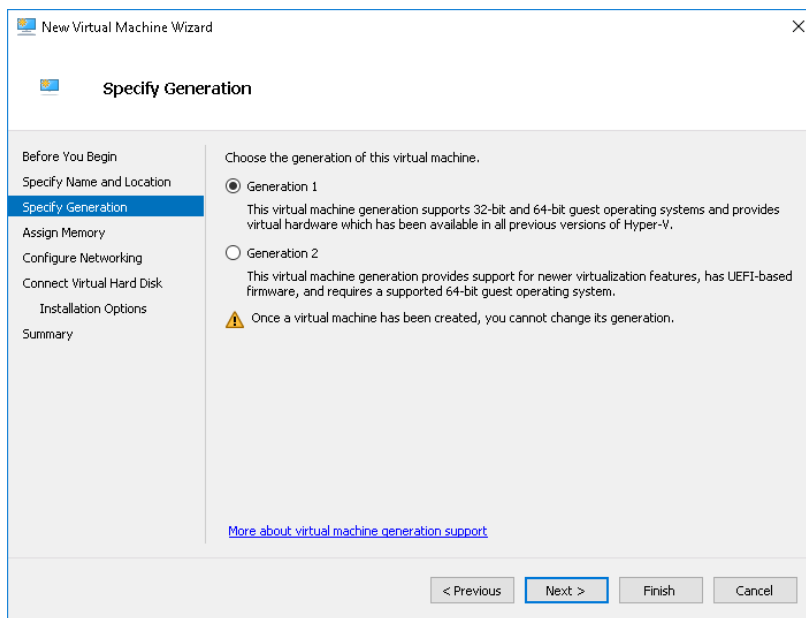 New Virtual Machine Wizard
Specify Generation
Before You Begin
Specify Name and Location
Specify Generation
Assign Memory
Configure Networking
Connect Virtual Hard Disk
Installation Options
Summary
Choose the generation of this virtual machine.
Generation 1
This virtual machine generation supports 32-bit and 64-bit guest operating systems and provides
virtual hardware which has been available in all previous versions of Hyper-V.
Generation 2
This virtual machine generation provides support for newer virtualization features, has UEFI-based
firmware, and requires a supported 64-bit guest operating system.
Once a virtual machine has been created, you cannot change its generation.
More about virtual machine generation support
< Previous
Next >
Finish
Cancel